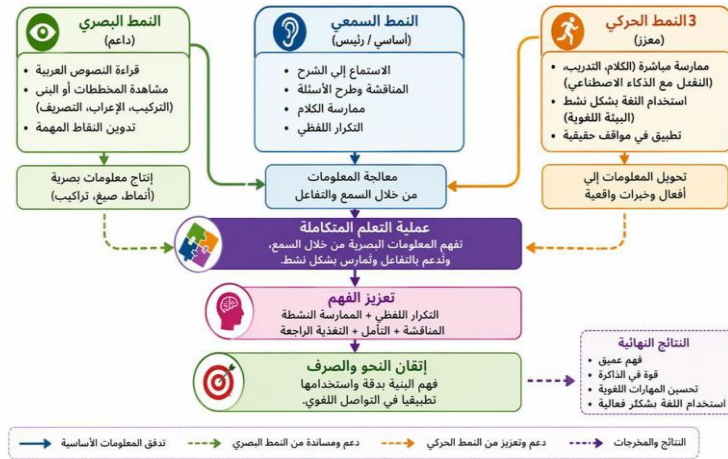 النمط البصري
(داعم)
قراءة النصوص العربية
مشاهدة المخططات أو البنى
(التركيب، الإعراب، التصريف)
تدوين النقاط المهمة
النمط السمعي
(أساسي / رئيس)
الاستماع إلى الشرح
المناقشة وطرح الأسئلة
ممارسة الكلام
التكرار اللفظي
3 النمط الحركي
(معزز)
ممارسة مباشرة (الكلام، التدريب،
مع الذكاء الاصطناعي)
استخدام اللغة بشكل نشط
(البيئة اللغوية)
تطبيق في مواقف حقيقية
إنتاج معلومات بصرية
(أنماط، صيغ، تراكيب)
معالجة المعلومات
من خلال السمع والتفاعل
تحويل المعلومات إلي
أفعال وخبرات واقعية
عملية التعلم المتكاملة
تفهم المعلومات البصرية من خلال السمع،
وتُدعم بالتفاعل وتُمارس بشكل نشط.
تعزيز الفهم
التكرار اللفظي + الممارسة النشطة
المناقشة + التأمل + التغذية الراجعة
إتقان النحو والصرف
فهم البنية بدقة واستخدامها
تطبيقيا في التواصل اللغوي.
النتائج النهائية
فهم عميق
قوة في الذاكرة
تحسين المهارات اللغوية
استخدام اللغة فعالية
تدفق المعلومات الأساسية
دعم ومساندة من النمط البصري
دعم وتعزيز من النمط الحركي
النتائج والمخرجات